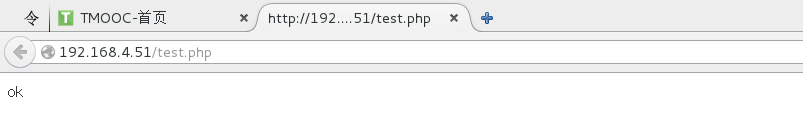 令 TMOOC-首页 http://192....51/test.php
192.168.4.51/test.php
ok